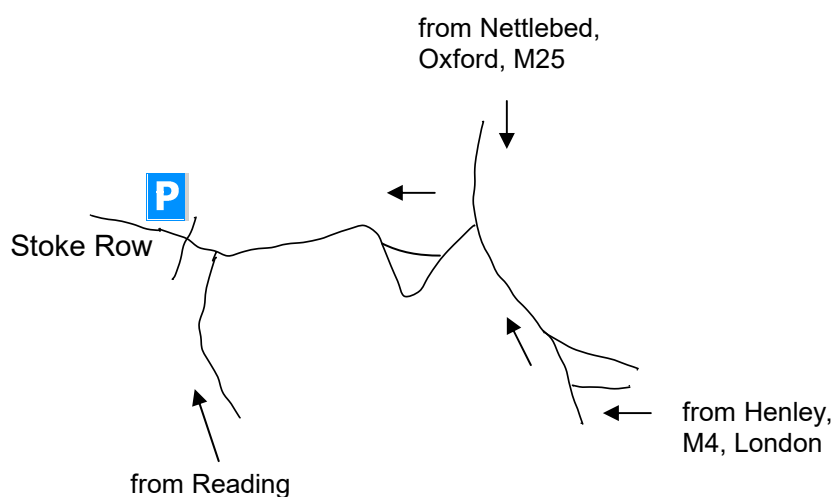 from Nettlebed,
Oxford, M25
P
Stoke Row
from Henley,
M4, London
from Reading